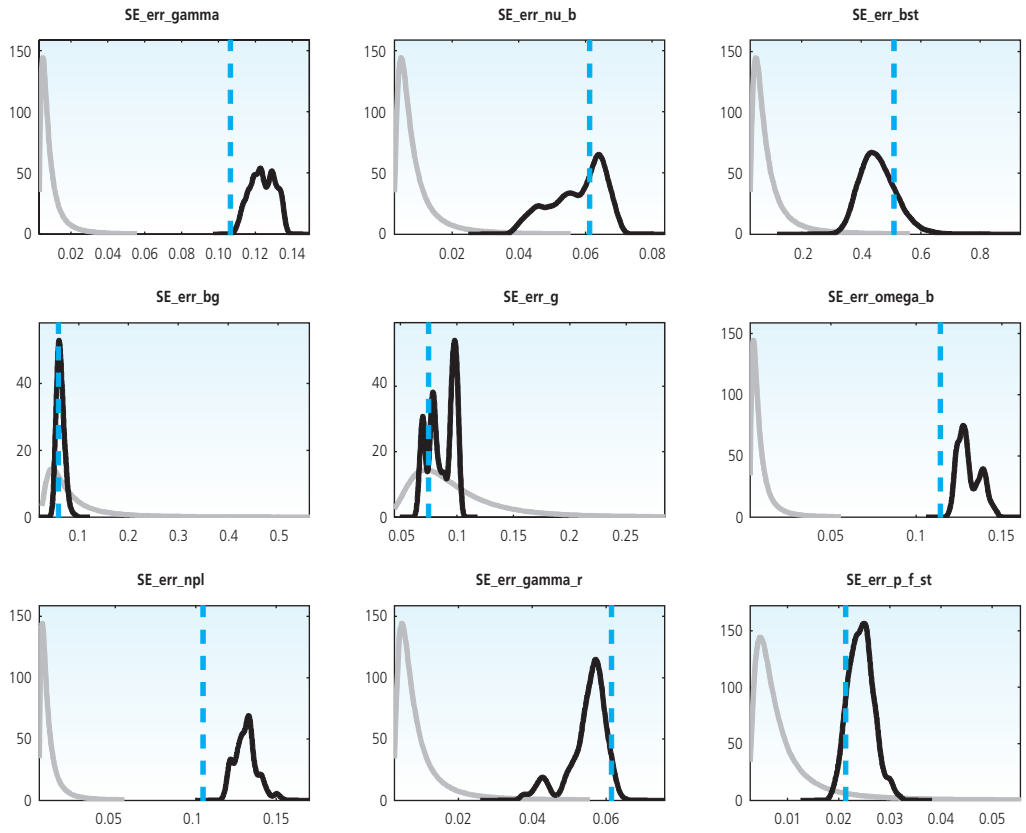 SE_err_gamma SE_err_nu_b SE_err_bst
150 150 150
100 100 100
50 50 50
0 0 0
0.02 0.04 0.06 0.08 0.10 0.12 0.14 0.02 0.04 0.06 0.08 0.2 0.4 0.6 0.8
SE_err_bg SE_err_g SE_err_omega_b
150
40 40 100
20 20 50
0 0 0
0.1 0.2 0.3 0.4 0.5 0.05 0.1 0.15 0.2 0.25 0.05 0.1 0.15
SE_err_npl SE_err_gamma_r SE_err_p_f_st
150 150 150
100 100 100
50 50 50
0 0 0
0.05 0.1 0.15 0.02 0.04 0.06 0.01 0.02 0.03 0.04 0.05